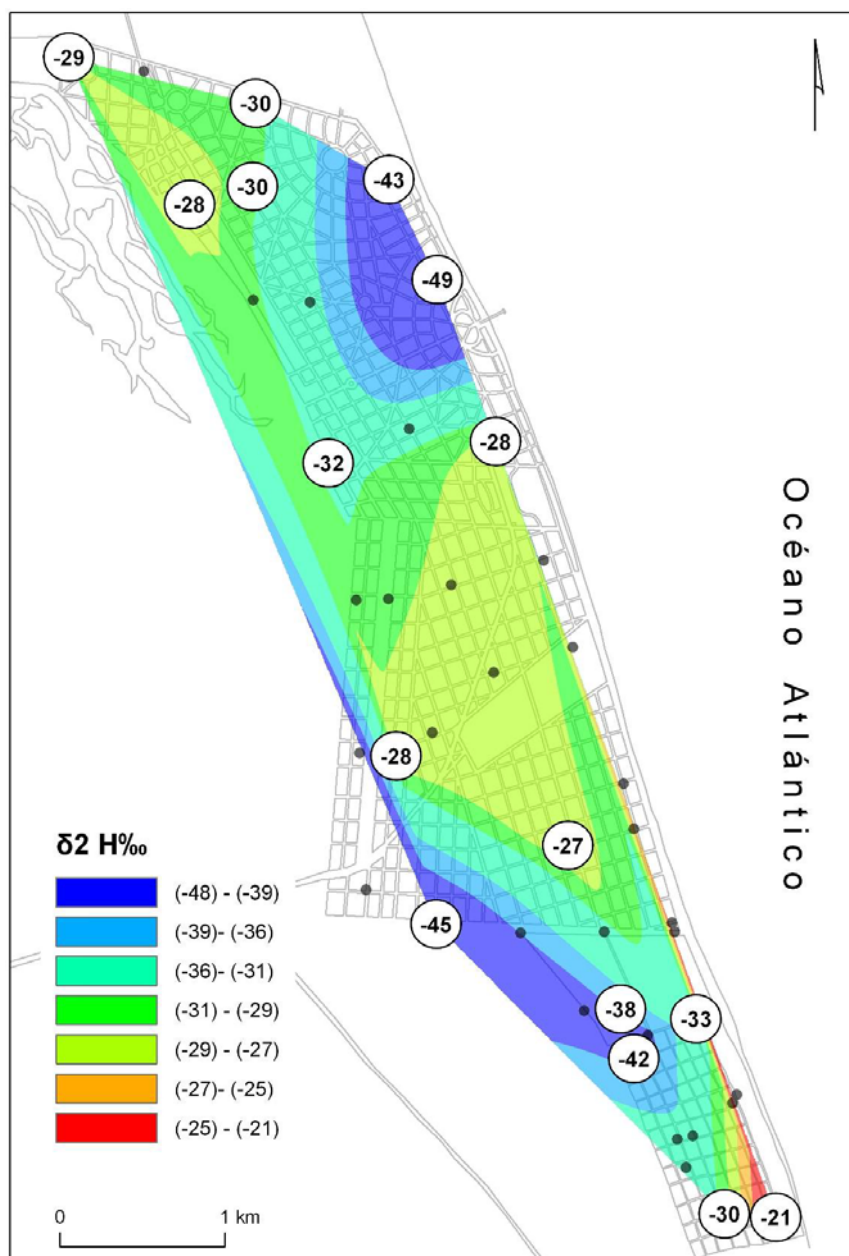 -29
-30
-43
-30
-28
-49
-28
-32
Océano Atlántico
-28
-27
-45
-38
-33
-42
-30
-21
δ2 H‰
(-48) - (-39)
(-39)- (-36)
(-36)- (-31)
(-31) - (-29)
(-29) - (-27)
(-27)- (-25)
(-25) - (-21)
0 1 km